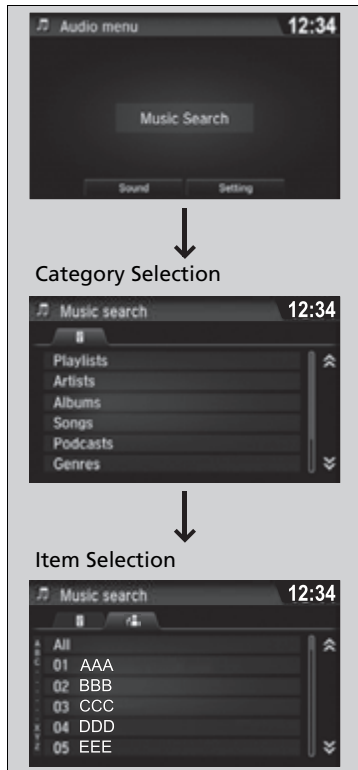 Audio menu 12:34
Music Search
Sound Setting
Category Selection
Music search 12:34
Playlists
Artists
Albums
Songs
Podcasts
Genres
Item Selection
Music search 12:34
All
01 AAA
02 BBB
03 CCC
04 DDD
05 EEE